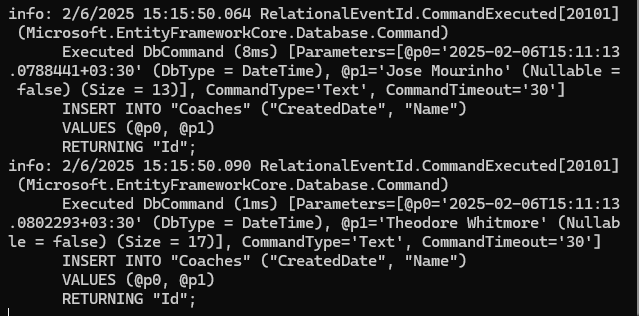 info: 2/6/2025 15:15:50.064 RelationalEventId.CommandExecuted[20101]
(Microsoft.EntityFrameworkCore.Database.Command)
Executed DbCommand (8ms) [Parameters=[@p0='2025-02-06T15:11:13
.0788441+03:30' (DbType = DateTime), @p1='Jose Mourinho' (Nullable =
false) (Size = 13)], CommandType='Text', CommandTimeout='30']
INSERT INTO "Coaches" ("CreatedDate", "Name")
VALUES (@p0, @p1)
RETURNING "Id";
info: 2/6/2025 15:15:50.090 RelationalEventId.CommandExecuted[20101]
(Microsoft.EntityFrameworkCore.Database.Command)
Executed DbCommand (1ms) [Parameters=[@p0='2025-02-06T15:11:13
.0802293+03:30' (DbType = DateTime), @p1='Theodore Whitmore' (Nullab
le = false) (Size = 17)], CommandType='Text', CommandTimeout='30']
INSERT INTO "Coaches" ("CreatedDate", "Name")
VALUES (@p0, @p1)
RETURNING "Id";